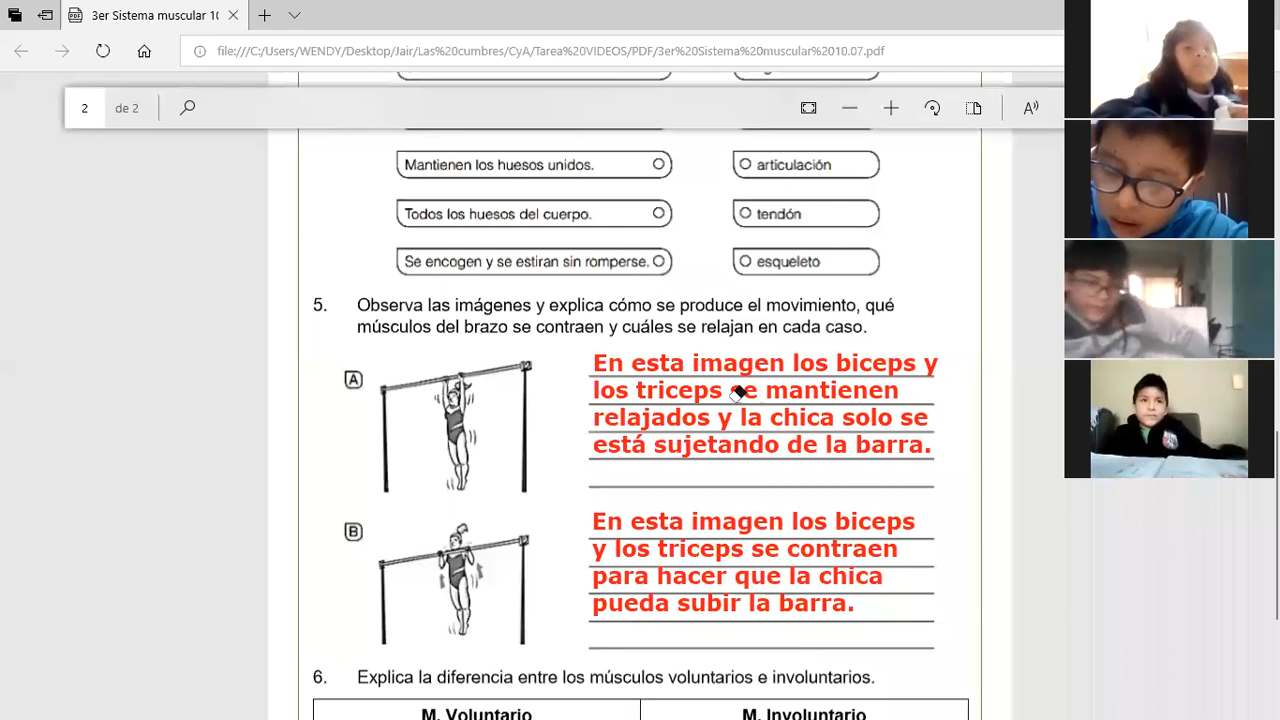 3er Sistema muscular 10
file:///C:/Users/WENDY/Desktop/Jair/Las%20cumbres/CyA/Tarea%20VIDEOS/PDF/3er%20Sistema%20muscular%2010.07.pdf
2 de 2
Mantienen los huesos unidos. articulación
Todos los huesos del cuerpo. tendón
Se encogen y se estiran sin romperse. esqueleto
5. Observa las imágenes y explica cómo se produce el movimiento, qué
músculos del brazo se contraen y cuáles se relajan en cada caso.
A
En esta imagen los biceps y
los triceps se mantienen
relajados y la chica solo se
está sujetando de la barra.
B
En esta imagen los biceps
y los triceps se contraen
para hacer que la chica
pueda subir la barra.
6. Explica la diferencia entre los músculos voluntarios e involuntarios.
M. Voluntario M. Involuntario